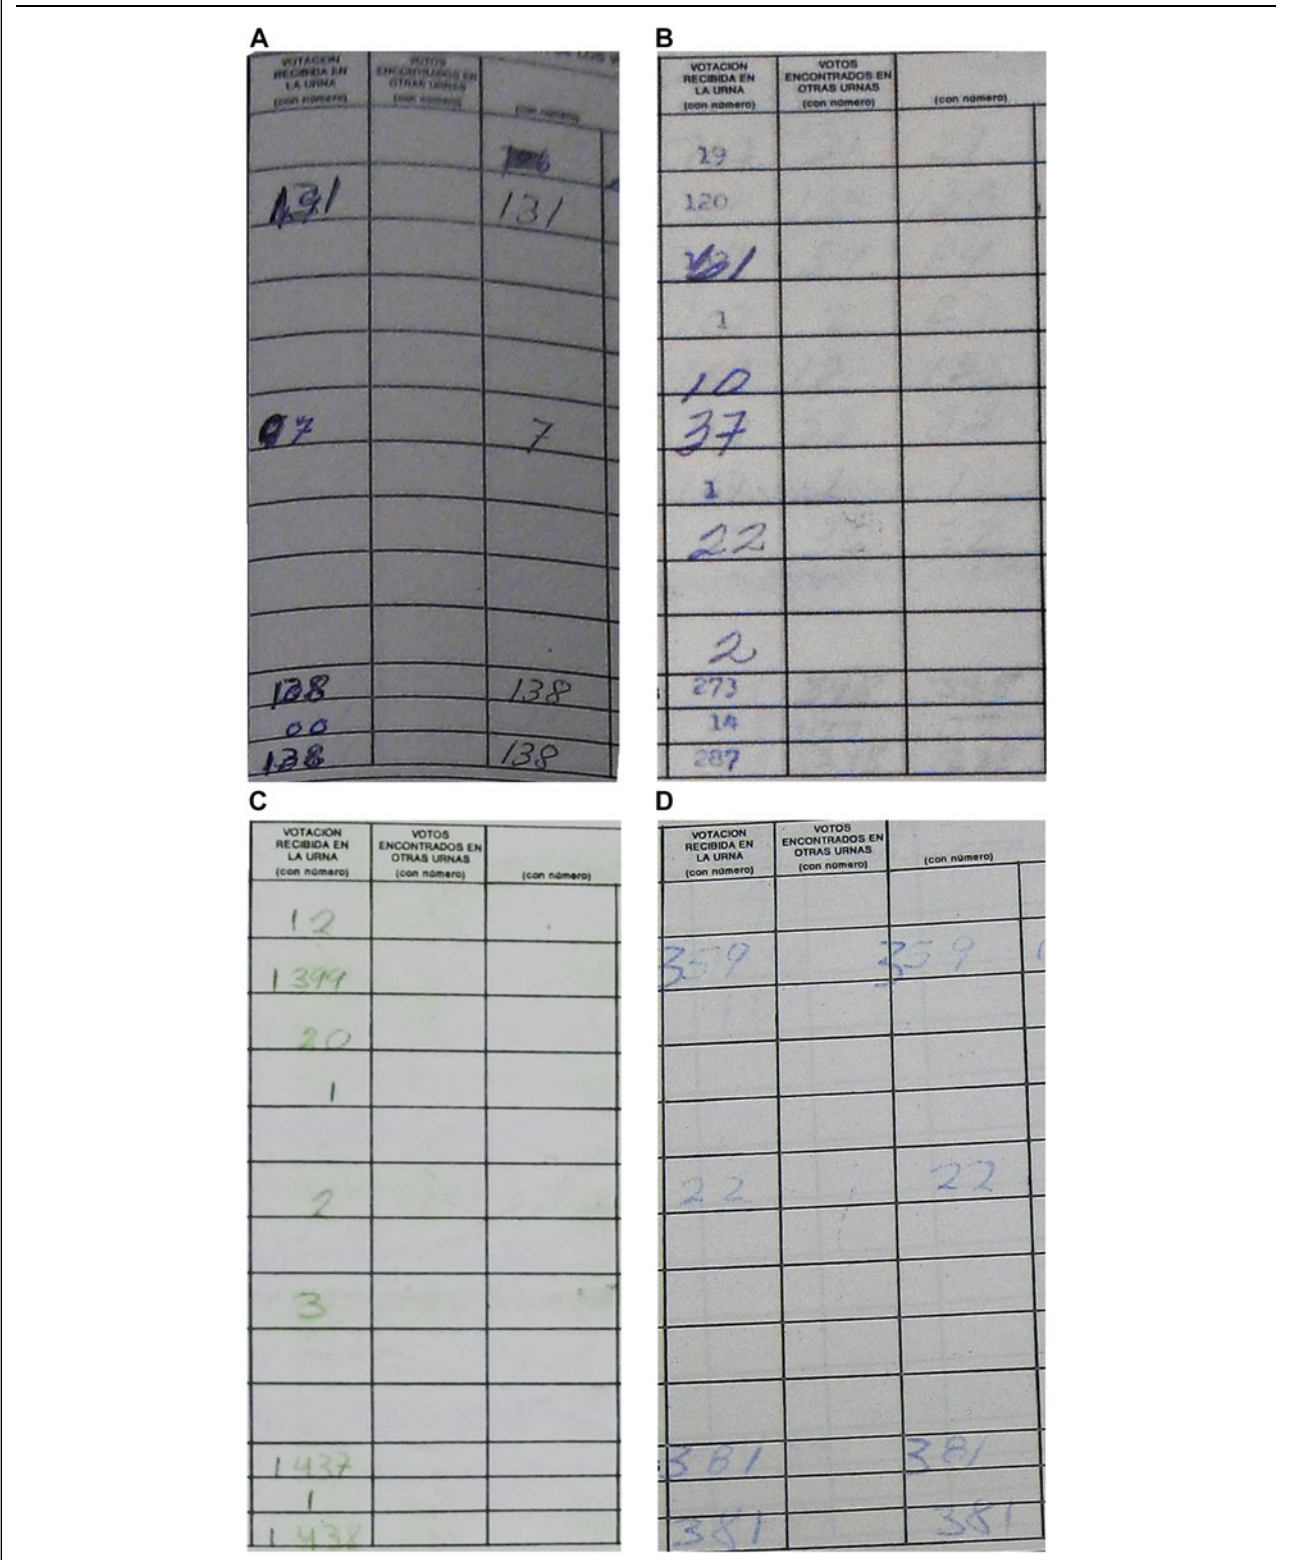 A
VOTACION
RECIBIDA EN
LA URNA
(con número)
VOTOS
ENCONTRADOS EN
OTRAS URNAS
(con número)
(con número)
131
7
7
138
138
00
138
138
B
VOTACION
RECIBIDA EN
LA URNA
(con número)
VOTOS
ENCONTRADOS EN
OTRAS URNAS
(con número)
(con número)
19
120
1
10
37
1
22
2
273
14
287
C
VOTACION
RECIBIDA EN
LA URNA
(con número)
VOTOS
ENCONTRADOS EN
OTRAS URNAS
(con número)
(con número)
12
1399
20
1
2
3
1437
1
1438
D
VOTACION
RECIBIDA EN
LA URNA
(con número)
VOTOS
ENCONTRADOS EN
OTRAS URNAS
(con número)
(con número)
359 359
22 22
381 381
381 381